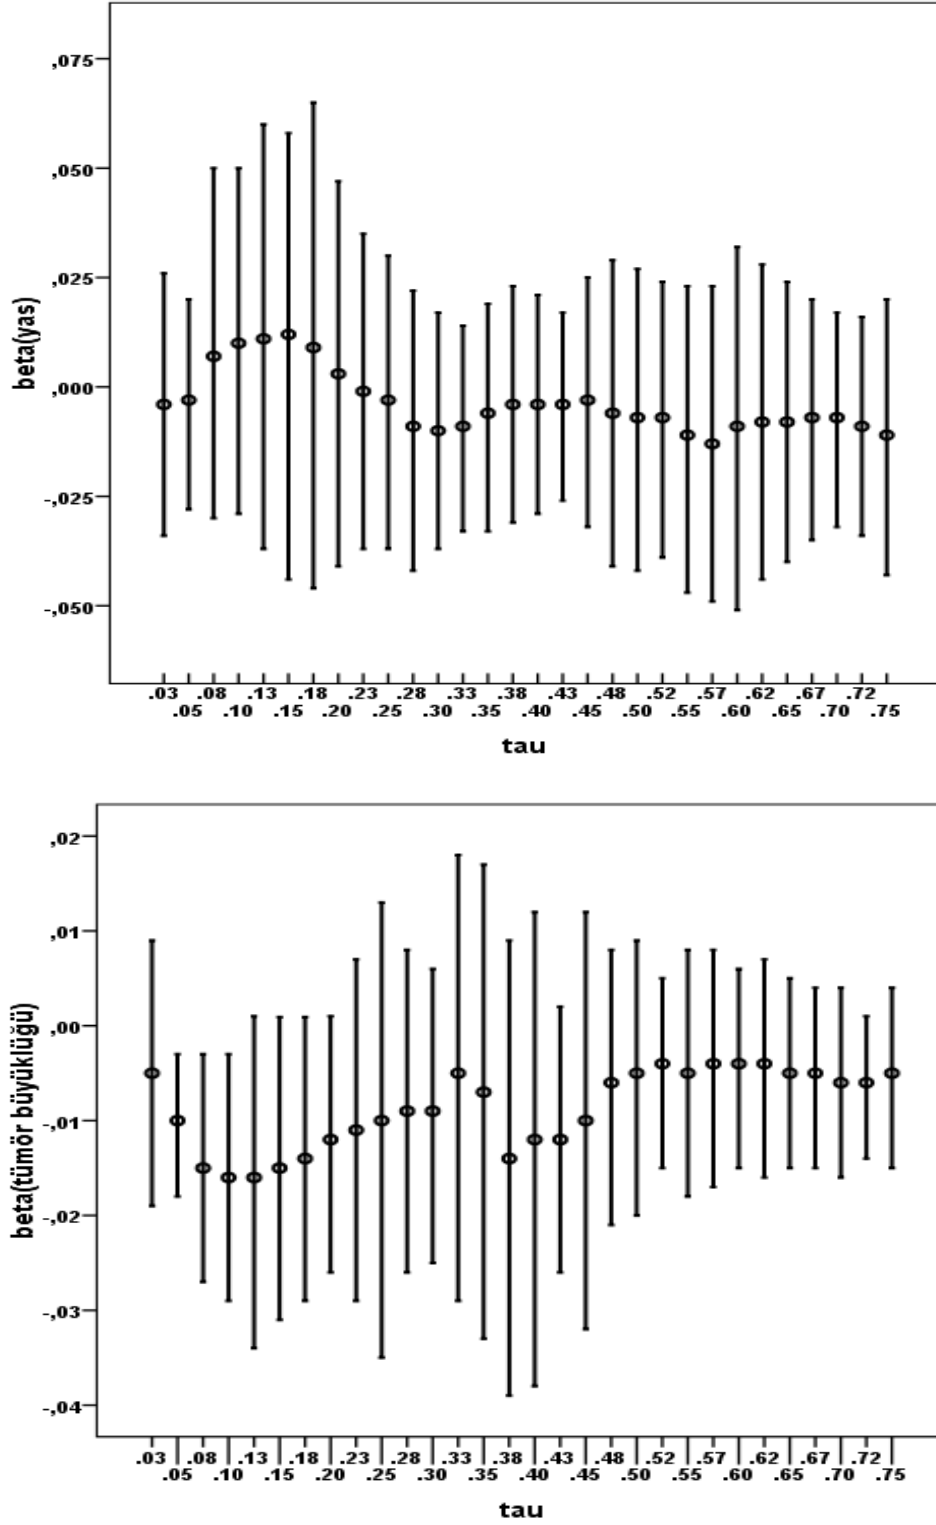 ,075
,050
,025
,000
-,025
-,050
beta(yas)
.03 .08 .13 .18 .23 .28 .33 .38 .43 .48 .52 .57 .62 .67 .72
.05 .10 .15 .20 .25 .30 .35 .40 .45 .50 .55 .60 .65 .70 .75
tau
,02
,01
,00
-,01
-,02
-,03
-,04
beta(tümör büyüklüğü)
.03 .08 .13 .18 .23 .28 .33 .38 .43 .48 .52 .57 .62 .67 .72
.05 .10 .15 .20 .25 .30 .35 .40 .45 .50 .55 .60 .65 .70 .75
tau